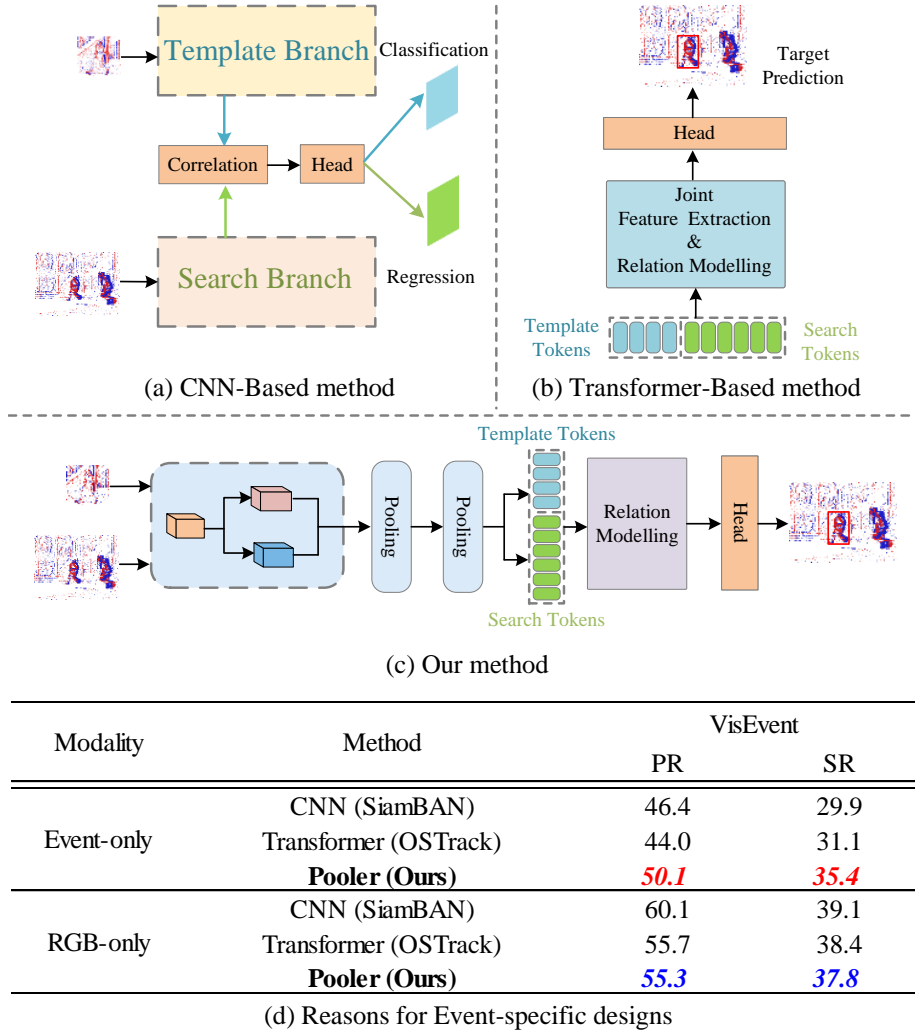 Template Branch
Classification
Correlation
Head
Search Branch
Regression
(a) CNN-Based method
Target
Prediction
Head
Joint
Feature Extraction
&
Relation Modelling
Template
Tokens
Search
Tokens
(b) Transformer-Based method
Template Tokens
Pooling
Pooling
Relation
Modelling
Head
Search Tokens
(c) Our method
Modality Method VisEvent
PR SR
Event-only
CNN (SiamBAN) 46.4 29.9
Transformer (OSTrack) 44.0 31.1
Pooler (Ours) 50.1 35.4
RGB-only
CNN (SiamBAN) 60.1 39.1
Transformer (OSTrack) 55.7 38.4
Pooler (Ours) 55.3 37.8
(d) Reasons for Event-specific designs